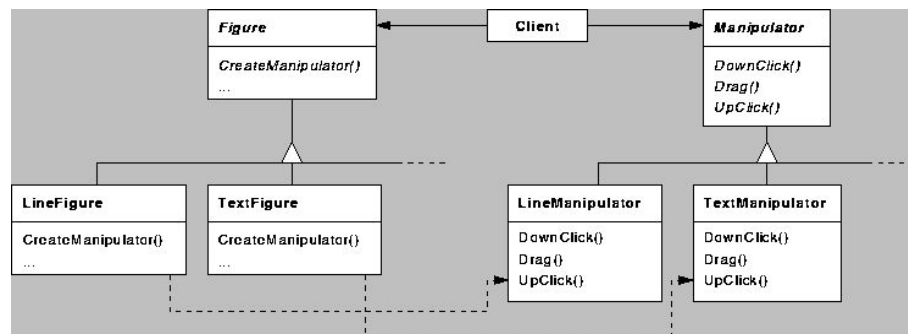 Figure
CreateManipulator()
...
Client
Manipulator
DownClick()
Drag()
UpClick()
LineFigure
CreateManipulator()
...
TextFigure
CreateManipulator()
...
LineManipulator
DownClick()
Drag()
UpClick()
TextManipulator
DownClick()
Drag()
UpClick()